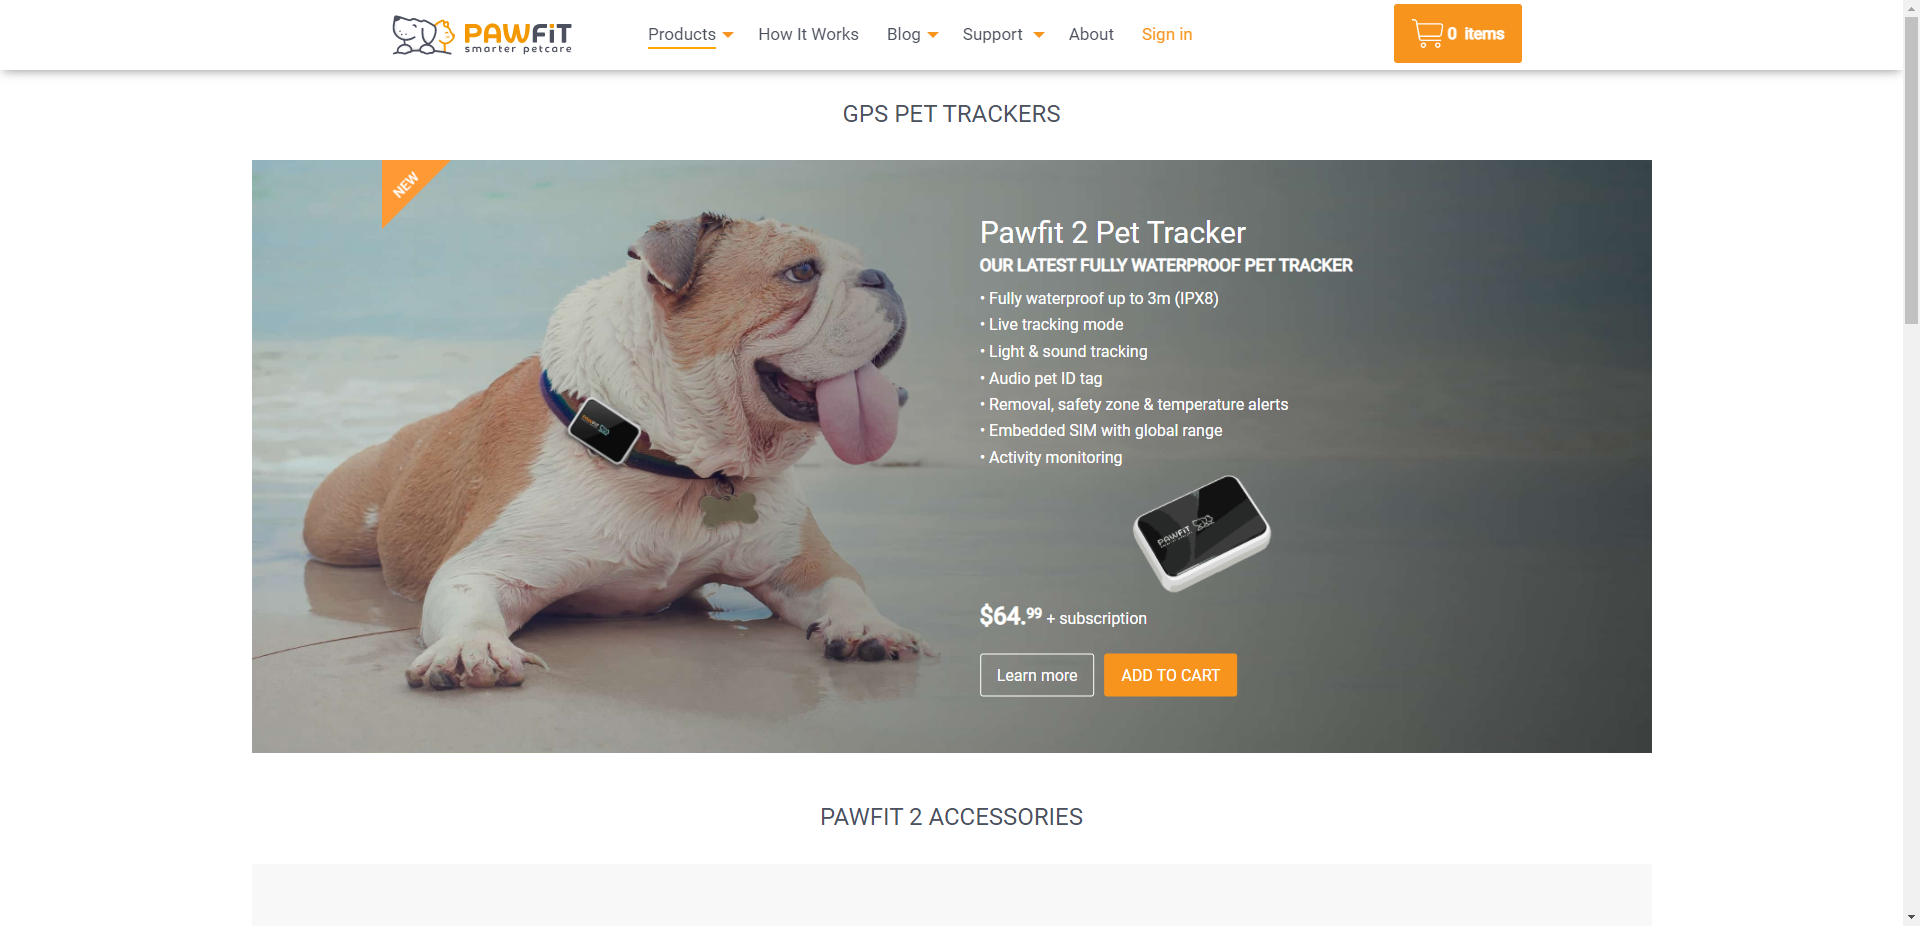 PAWFiT
smarter petcare
Products
How It Works
Blog
Support
About
Sign in
0 items
GPS PET TRACKERS
NEW
Pawfit 2 Pet Tracker
OUR LATEST FULLY WATERPROOF PET TRACKER
• Fully waterproof up to 3m (IPX8)
• Live tracking mode
• Light & sound tracking
• Audio pet ID tag
• Removal, safety zone & temperature alerts
• Embedded SIM with global range
• Activity monitoring
PAWFiT
PAWFiT
$64.99 + subscription
Learn more
ADD TO CART
PAWFIT 2 ACCESSORIES